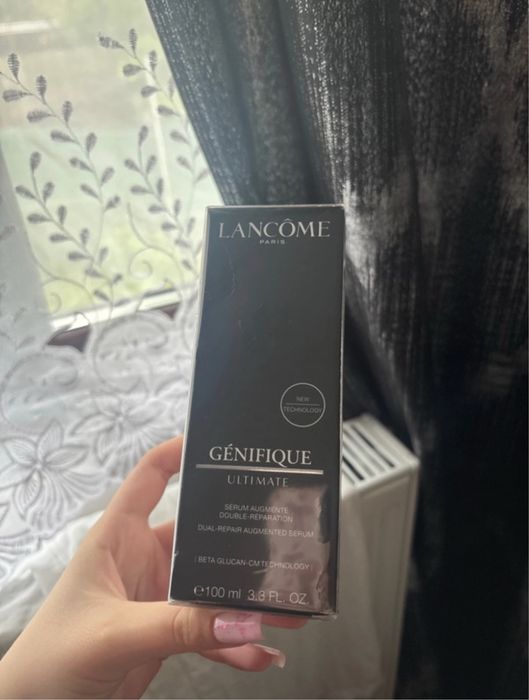 LANCÔME
PARIS
NEW
TECHNOLOGY
GÉNIFIQUE
ULTIMATE
SÉRUM AUGMENTÉ
DOUBLE-RÉPARATION
DUAL-REPAIR AUGMENTED SERUM
[BETA GLUCAN-CM TECHNOLOGY]
℮100 ml 3.3 FL. OZ.